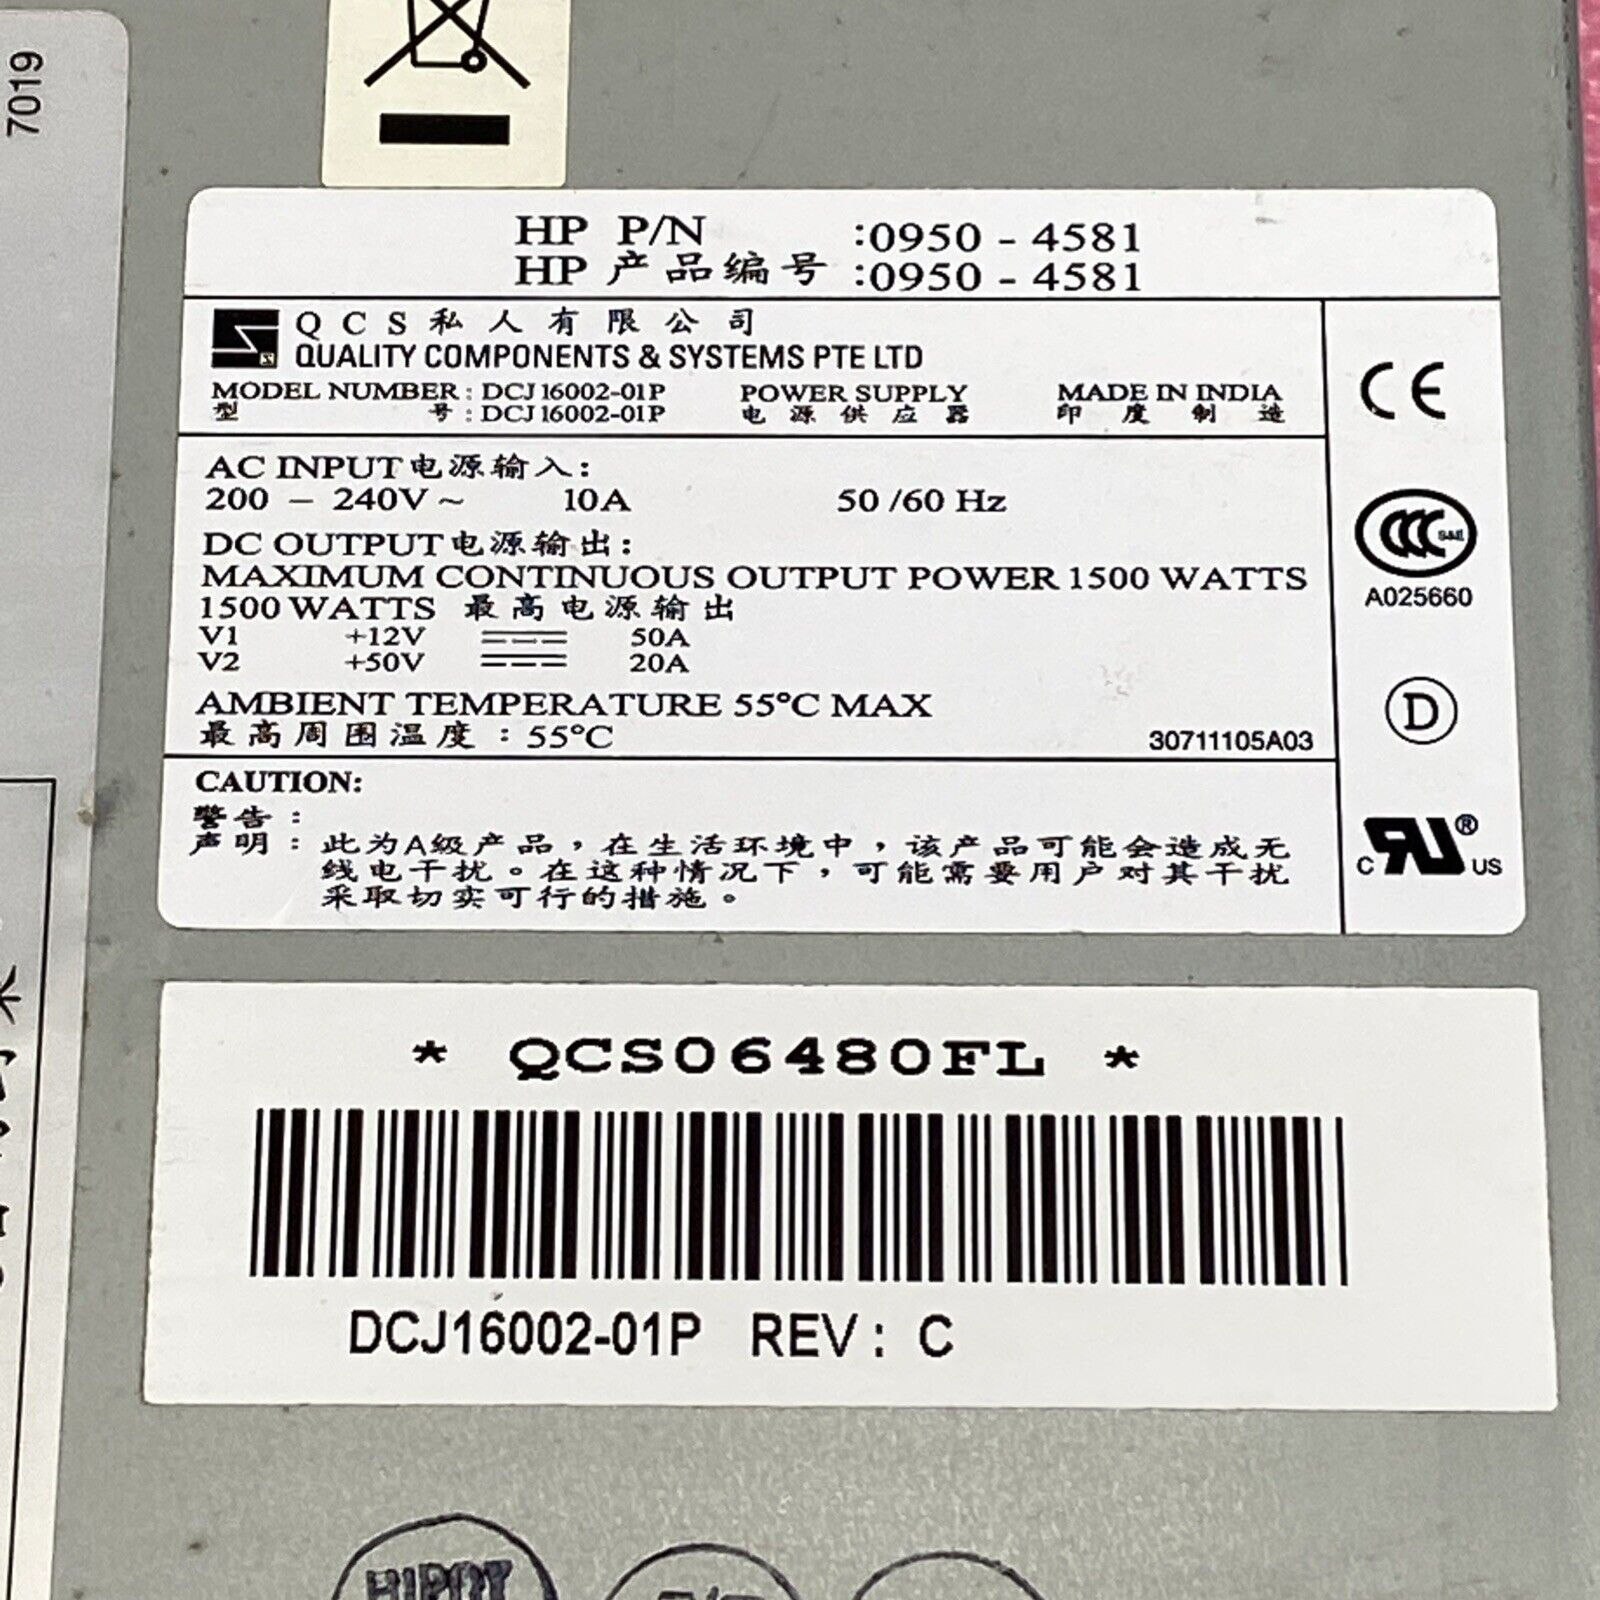 7019
HP P/N :0950 - 4581
HP 产品编号 :0950 - 4581
QCS私人有限公司
QUALITY COMPONENTS & SYSTEMS PTE LTD
MODEL NUMBER : DCJ16002-01P POWER SUPPLY MADE IN INDIA
型号 : DCJ16002-01P 电源供应器 印度制造
AC INPUT 电源输入:
200 – 240V ~ 10A 50 /60 Hz
DC OUTPUT 电源输出:
MAXIMUM CONTINUOUS OUTPUT POWER 1500 WATTS
1500 WATTS 最高电源输出
V1 +12V 50A
V2 +50V 20A
AMBIENT TEMPERATURE 55°C MAX
最高周围温度 : 55°C
30711105A03
CE
CCC S&E
A025660
D
c RU ® US
CAUTION:
警告 :
声明 : 此为A级产品，在生活环境中，该产品可能会造成无
线电干扰。在这种情况下，可能需要用户对其干扰
采取切实可行的措施。
* QCS06480FL *
DCJ16002-01P REV: C
HIPOT